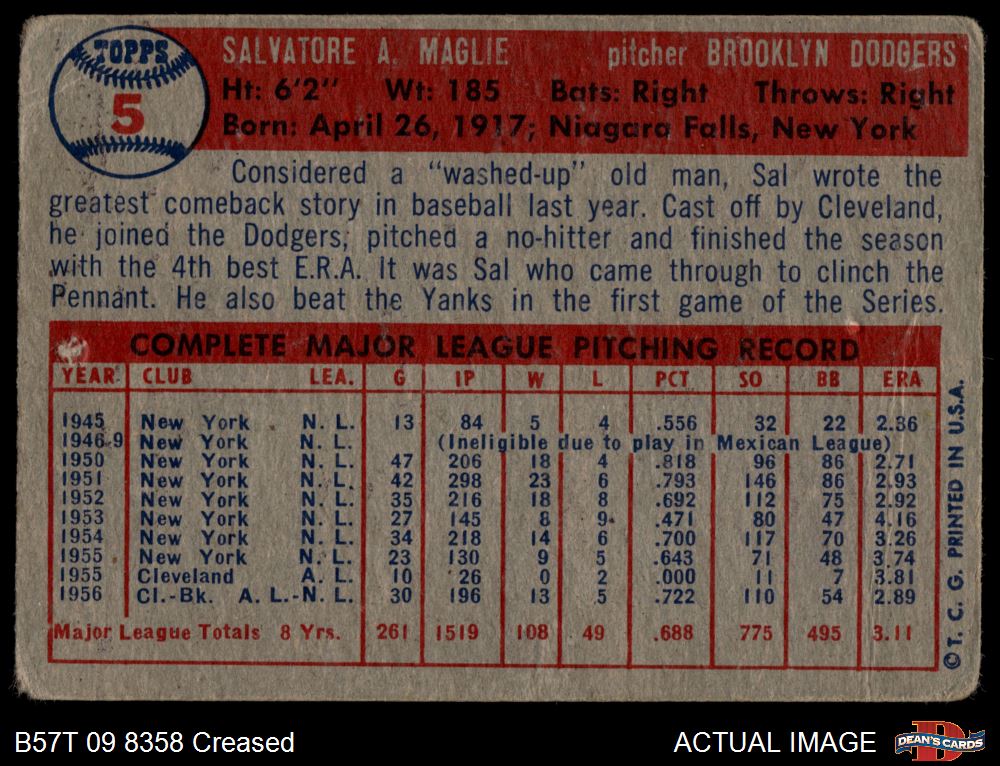 TOPPS
5
SALVATORE A. MAGLIE pitcher BROOKLYN DODGERS
Ht: 6'2" Wt: 185 Bats: Right Throws: Right
Born: April 26, 1917; Niagara Falls, New York
Considered a "washed-up" old man, Sal wrote the
greatest comeback story in baseball last year. Cast off by Cleveland,
he joined the Dodgers, pitched a no-hitter and finished the season
with the 4th best E.R.A. It was Sal who came through to clinch the
Pennant. He also beat the Yanks in the first game of the Series.
COMPLETE MAJOR LEAGUE PITCHING RECORD
YEAR CLUB LEA. G IP W L PCT SO BB ERA
1945 New York N. L. 13 84 5 4 .556 32 22 2.36
1946-9 New York N. L. (Ineligible due to play in Mexican League)
1950 New York N. L. 47 206 18 4 .818 96 86 2.71
1951 New York N. L. 42 298 23 6 .793 146 86 2.93
1952 New York N. L. 35 216 18 8 .692 112 75 2.92
1953 New York N. L. 27 145 8 9 .471 80 47 4.16
1954 New York N. L. 34 218 14 6 .700 117 70 3.26
1955 New York N. L. 23 130 9 5 .643 71 48 3.74
1955 Cleveland A. L. 10 26 0 2 .000 11 7 3.81
1956 Cl.-Bk. A. L.-N. L. 30 196 13 5 .722 110 54 2.89
Major League Totals 8 Yrs. 261 1519 108 49 .688 775 495 3.11
© T. C. G. PRINTED IN U.S.A.
B57T 09 8358 Creased
ACTUAL IMAGE
DEAN'S CARDS